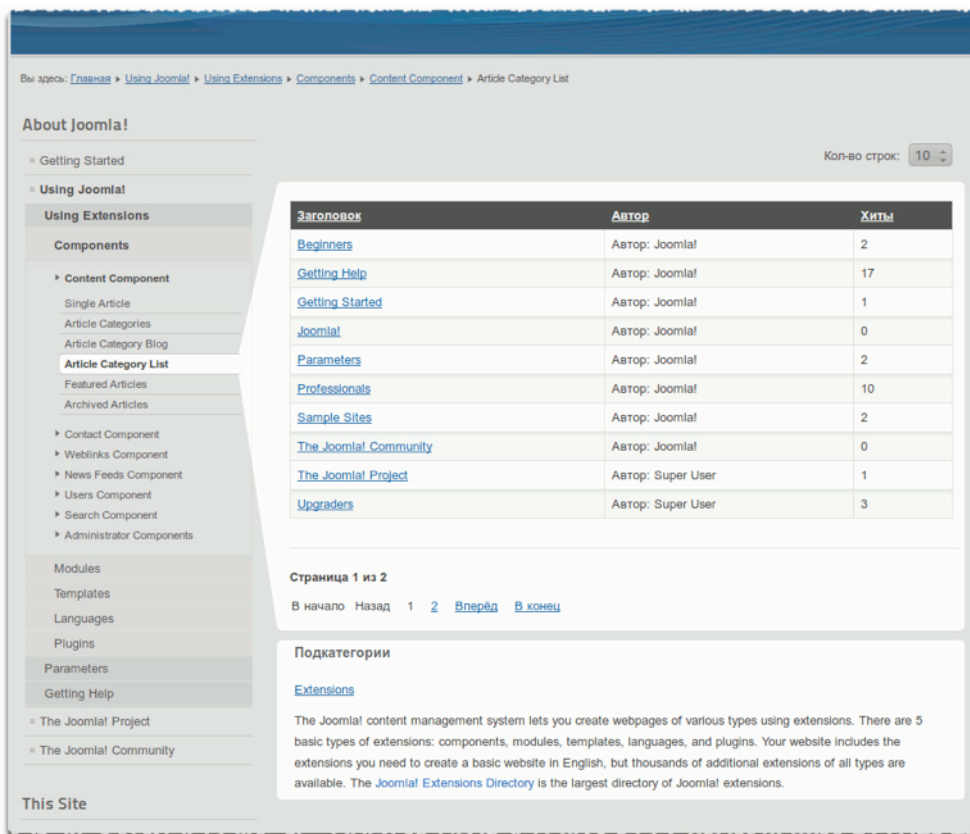 Вы здесь: Главная ▸ Using Joomla! ▸ Using Extensions ▸ Components ▸ Content Component ▸ Article Category List
About Joomla!
Getting Started
Using Joomla!
Using Extensions
Components
Content Component
Single Article
Article Categories
Article Category Blog
Article Category List
Featured Articles
Archived Articles
Contact Component
Weblinks Component
News Feeds Component
Users Component
Search Component
Administrator Components
Modules
Templates
Languages
Plugins
Parameters
Getting Help
The Joomla! Project
The Joomla! Community
This Site
Кол-во строк: 10
Заголовок Автор Хиты
Beginners Автор: Joomla! 2
Getting Help Автор: Joomla! 17
Getting Started Автор: Joomla! 1
Joomla! Автор: Joomla! 0
Parameters Автор: Joomla! 2
Professionals Автор: Joomla! 10
Sample Sites Автор: Joomla! 2
The Joomla! Community Автор: Joomla! 0
The Joomla! Project Автор: Super User 1
Upgraders Автор: Super User 3
Страница 1 из 2
В начало Назад 1 2 Вперёд В конец
Подкатегории
Extensions
The Joomla! content management system lets you create webpages of various types using extensions. There are 5
basic types of extensions: components, modules, templates, languages, and plugins. Your website includes the
extensions you need to create a basic website in English, but thousands of additional extensions of all types are
available. The Joomla! Extensions Directory is the largest directory of Joomla! extensions.